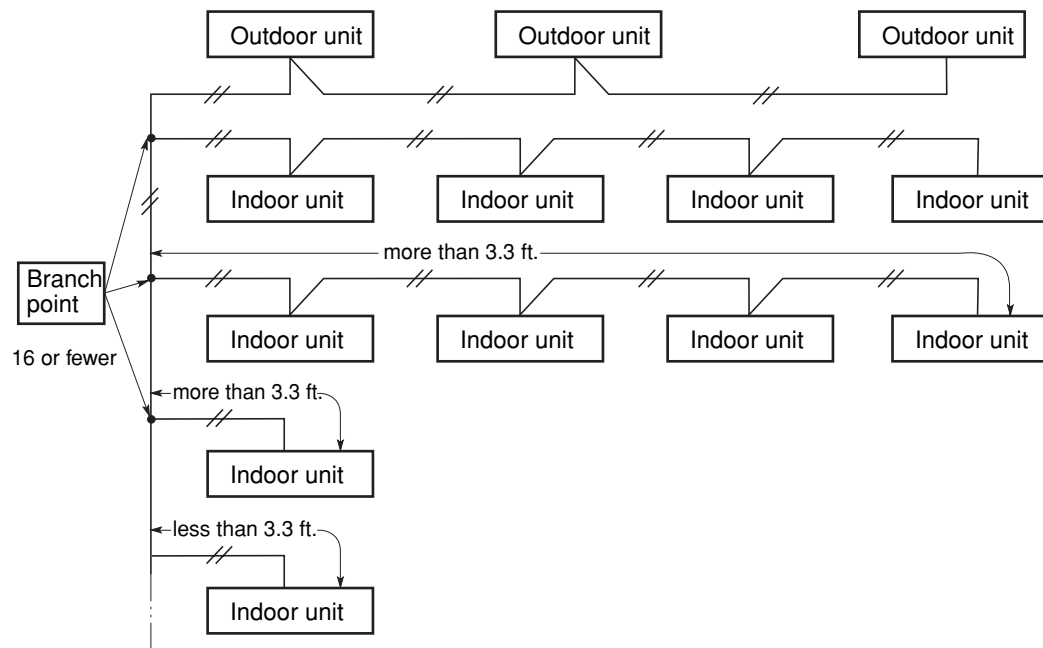 Outdoor unit Outdoor unit Outdoor unit
Indoor unit Indoor unit Indoor unit Indoor unit
more than 3.3 ft.
Branch
point
Indoor unit Indoor unit Indoor unit Indoor unit
16 or fewer
more than 3.3 ft.
Indoor unit
less than 3.3 ft.
Indoor unit